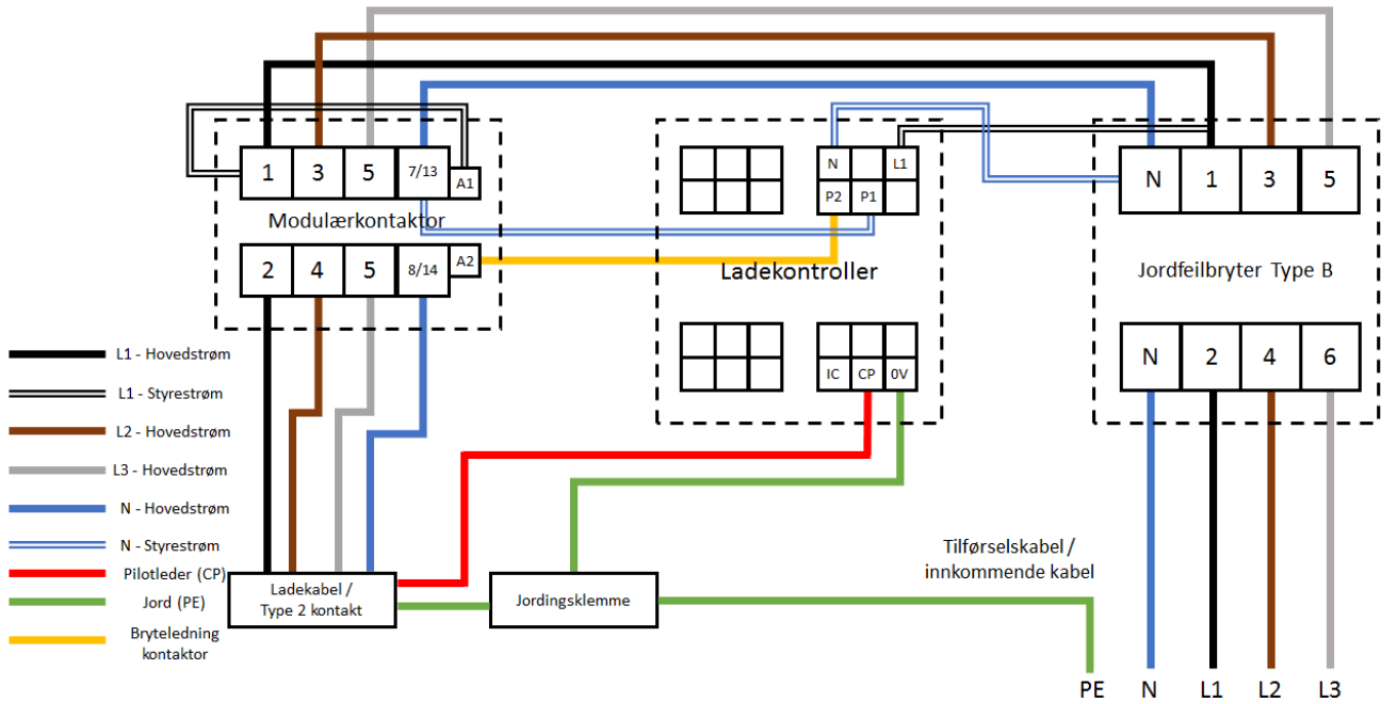 1
3
5
7/13
A1
Modulærkontaktor
2
4
5
8/14
A2
N
L1
P2
P1
Ladekontroller
IC
CP
0V
N
1
3
5
Jordfeilbryter Type B
N
2
4
6
L1 - Hovedstrøm
L1 - Styrestrøm
L2 - Hovedstrøm
L3 - Hovedstrøm
N - Hovedstrøm
N - Styrestrøm
Pilotleder (CP)
Jord (PE)
Bryteledning
kontaktor
Ladekabel /
Type 2 kontakt
Jordingsklemme
Tilførselskabel /
innkommende kabel
PE
N
L1
L2
L3